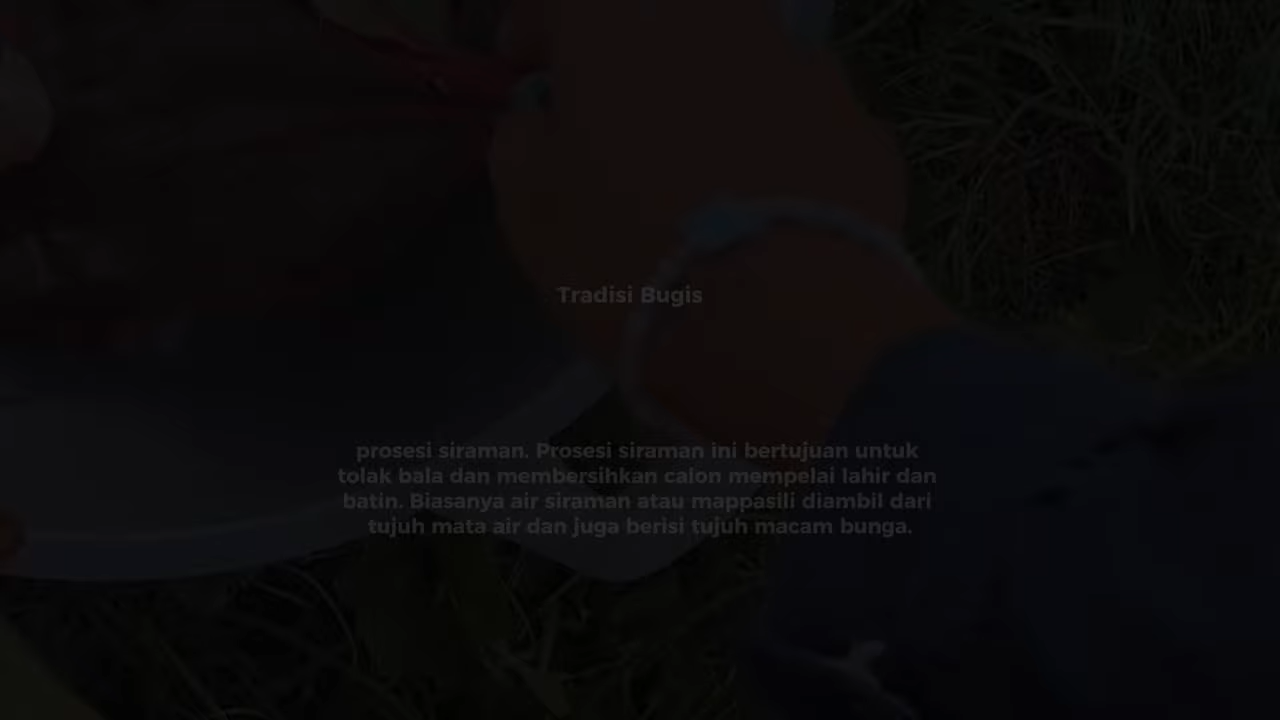 Tradisi Bugis
prosesi siraman. Prosesi siraman ini bertujuan untuk
tolak bala dan membersihkan calon mempelai lahir dan
batin. Biasanya air siraman atau mappasili diambil dari
tujuh mata air dan juga berisi tujuh macam bunga.